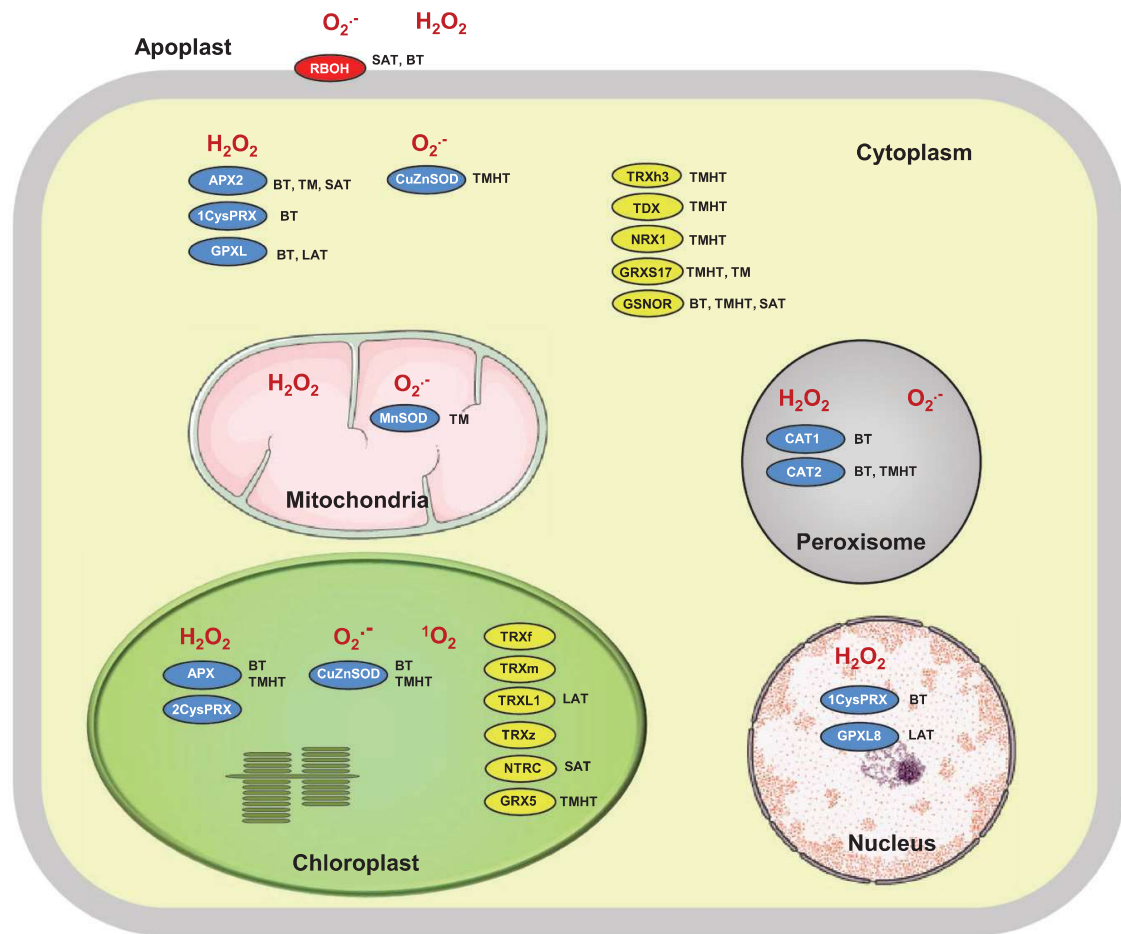 O₂·- H₂O₂
Apoplast
RBOH SAT, BT
H₂O₂ O₂·-
Cytoplasm
APX2 BT, TM, SAT
CuZnSOD TMHT
1CysPRX BT
GPXL BT, LAT
TRXh3 TMHT
TDX TMHT
NRX1 TMHT
GRXS17 TMHT, TM
GSNOR BT, TMHT, SAT
H₂O₂ O₂·-
MnSOD TM
Mitochondria
H₂O₂ O₂·-
CAT1 BT
CAT2 BT, TMHT
Peroxisome
H₂O₂ O₂·- ¹O₂
APX BT
TMHT
CuZnSOD BT
TMHT
2CysPRX
TRXf
TRXm
TRXL1 LAT
TRXz
NTRC SAT
GRX5 TMHT
Chloroplast
H₂O₂
1CysPRX BT
GPXL8 LAT
Nucleus